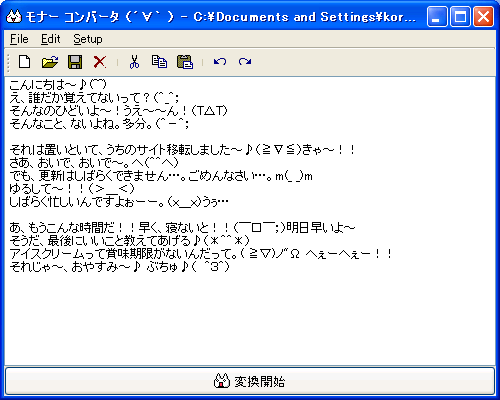 モナー コンバータ (´∀｀) - C:¥Documents and Settings¥kor...
File Edit Setup
こんにちは～♪(^^)
え、誰だか覚えてないって？(^_^;
そんなのひどいよ～！うえ～～ん！(T△T)
そんなこと、ないよね。多分。(^－^;
それは置いといて、うちのサイト移転しました～♪(≧▽≦)きゃ～！！
さあ、おいで、おいで～。へ(^^へ)
でも、更新はしばらくできません…。ごめんなさい…。m(_ _)m
ゆるして～！！(＞__＜)
しばらく忙しいんですよぉーー。(x__x)うぅ…
あ、もうこんな時間だ！！早く、寝ないと！！(￣ロ￣;)明日早いよ～
そうだ、最後にいいこと教えてあげる♪(＊^^＊)
アイスクリームって賞味期限がないんだって。(≧▽)ノ"Ω へぇーへぇー！！
それじゃ～、おやすみ～♪ ぶちゅ♪( ^3^)
変換開始